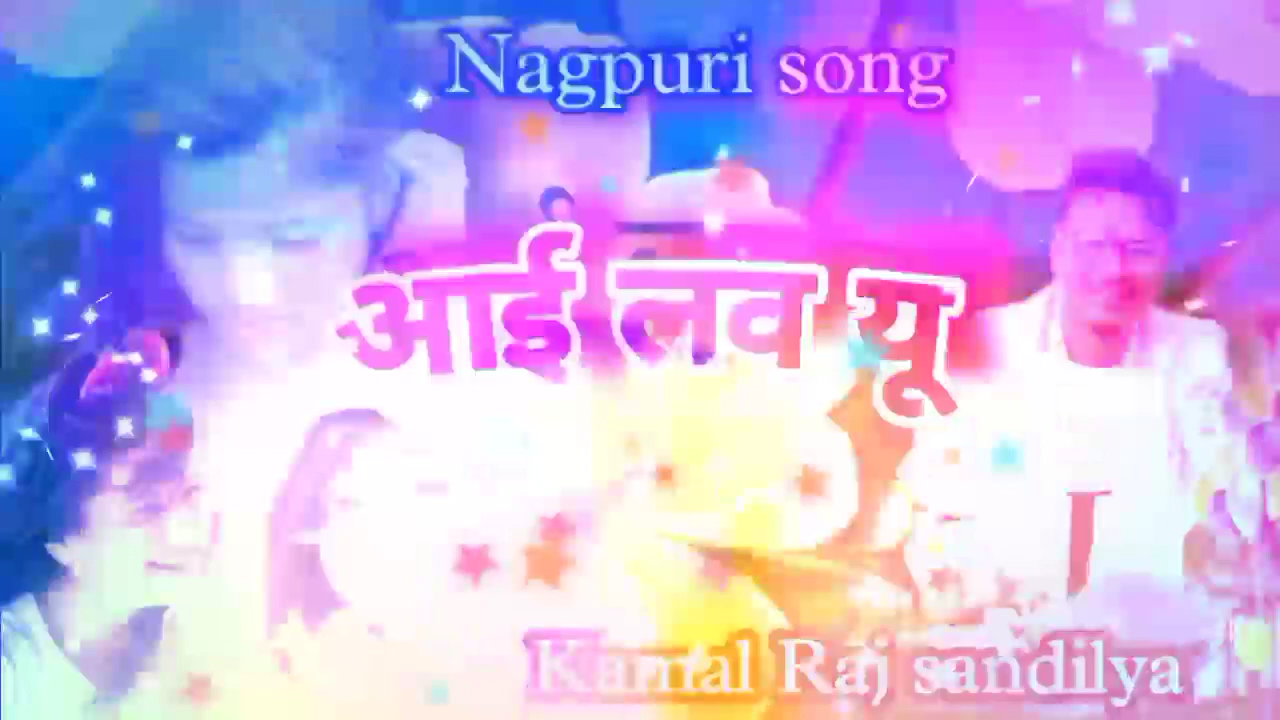 Nagpuri song
आई लव यू
Kamal Raj sandilya